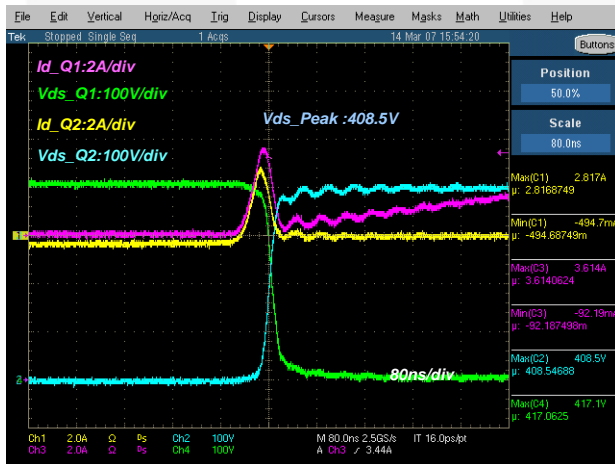 File Edit Vertical Horiz/Acq Trig Display Cursors Measure Masks Math Utilities Help
Tek Stopped Single Seq 1 Acqs 14 Mar 07 15:54:20
Buttons
Id_Q1:2A/div
Vds_Q1:100V/div
Id_Q2:2A/div
Vds_Q2:100V/div
Vds_Peak :408.5V
Position
50.0%
Scale
80.0ns
Max(C1) 2.817A
µ: 2.8168749
Min(C1) -494.7m
µ: -494.68749m
Max(C3) 3.614A
µ: 3.6140624
Min(C3) -92.19m
µ: -92.187498m
Max(C2) 408.5V
µ: 408.54688
Max(C4) 417.1V
µ: 417.0625
1
2
80ns/div
Ch1 2.0A Ω Ds Ch2 100V M 80.0ns 2.5GS/s IT 16.0ps/pt
Ch3 2.0A Ω Ds Ch4 100V A Ch3 ∕ 3.44A